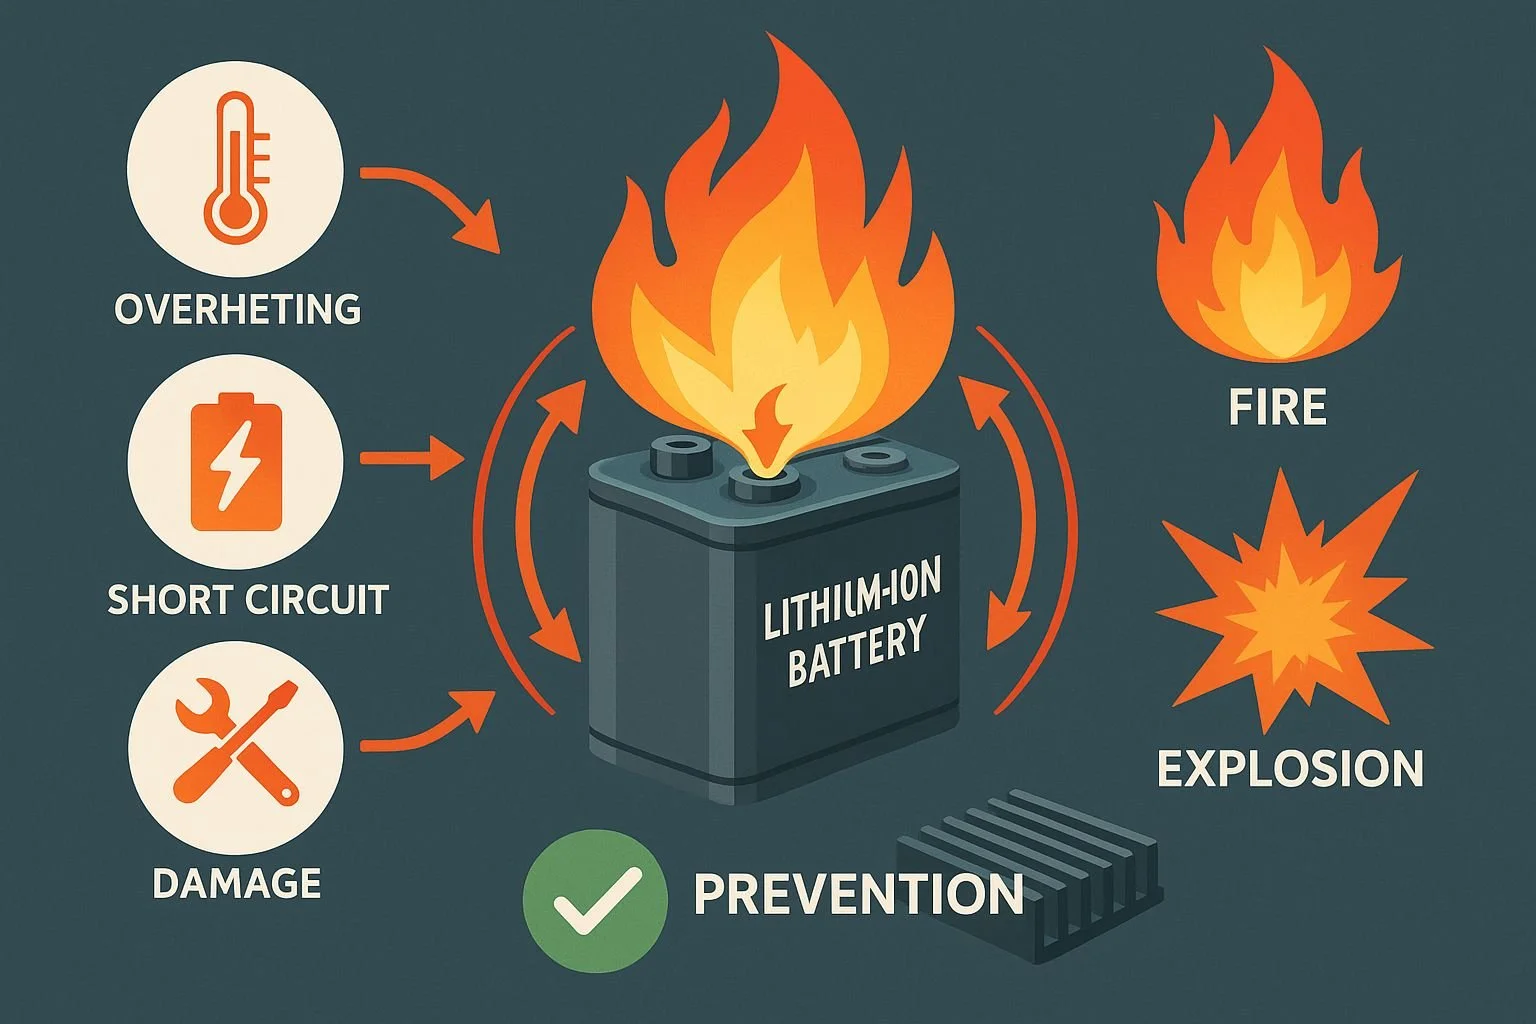 OVERHETING
SHORT CIRCUIT
DAMAGE
LITHIUM-ION
BATTERY
FIRE
EXPLOSION
PREVENTION